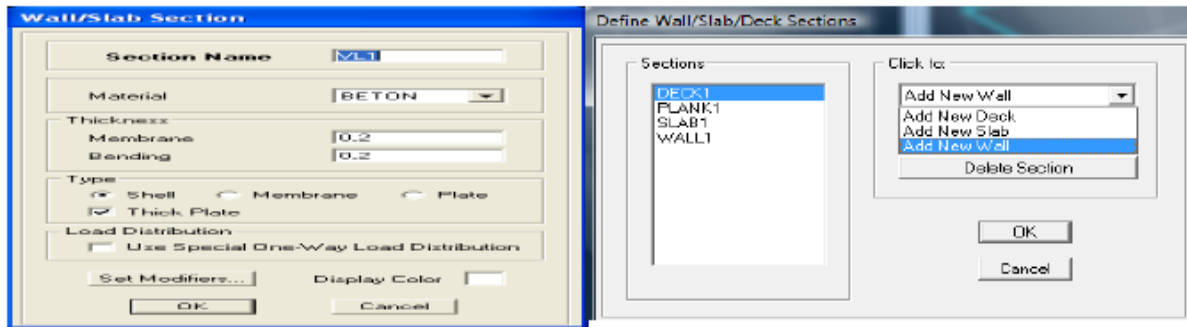 Wall/Slab Section
Section Name VL1
Material BETON
Thickness
Membrane 0.2
Bending 0.2
Type
Shell Membrane Plate
Thick Plate
Load Distribution
Use Special One-Way Load Distribution
Set Modifiers... Display Color
OK Cancel
Define Wall/Slab/Deck Sections
Sections
DECK1
PLANK1
SLAB1
WALL1
Click to:
Add New Wall
Add New Deck
Add New Slab
Add New Wall
Delete Section
OK
Cancel